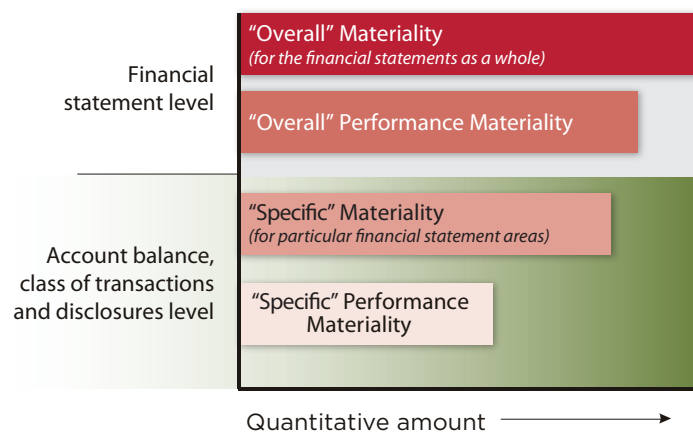 “Overall” Materiality
(for the financial statements as a whole)
Financial
statement level
“Overall” Performance Materiality
“Specific” Materiality
(for particular financial statement areas)
Account balance,
class of transactions
and disclosures level
“Specific” Performance
Materiality
Quantitative amount